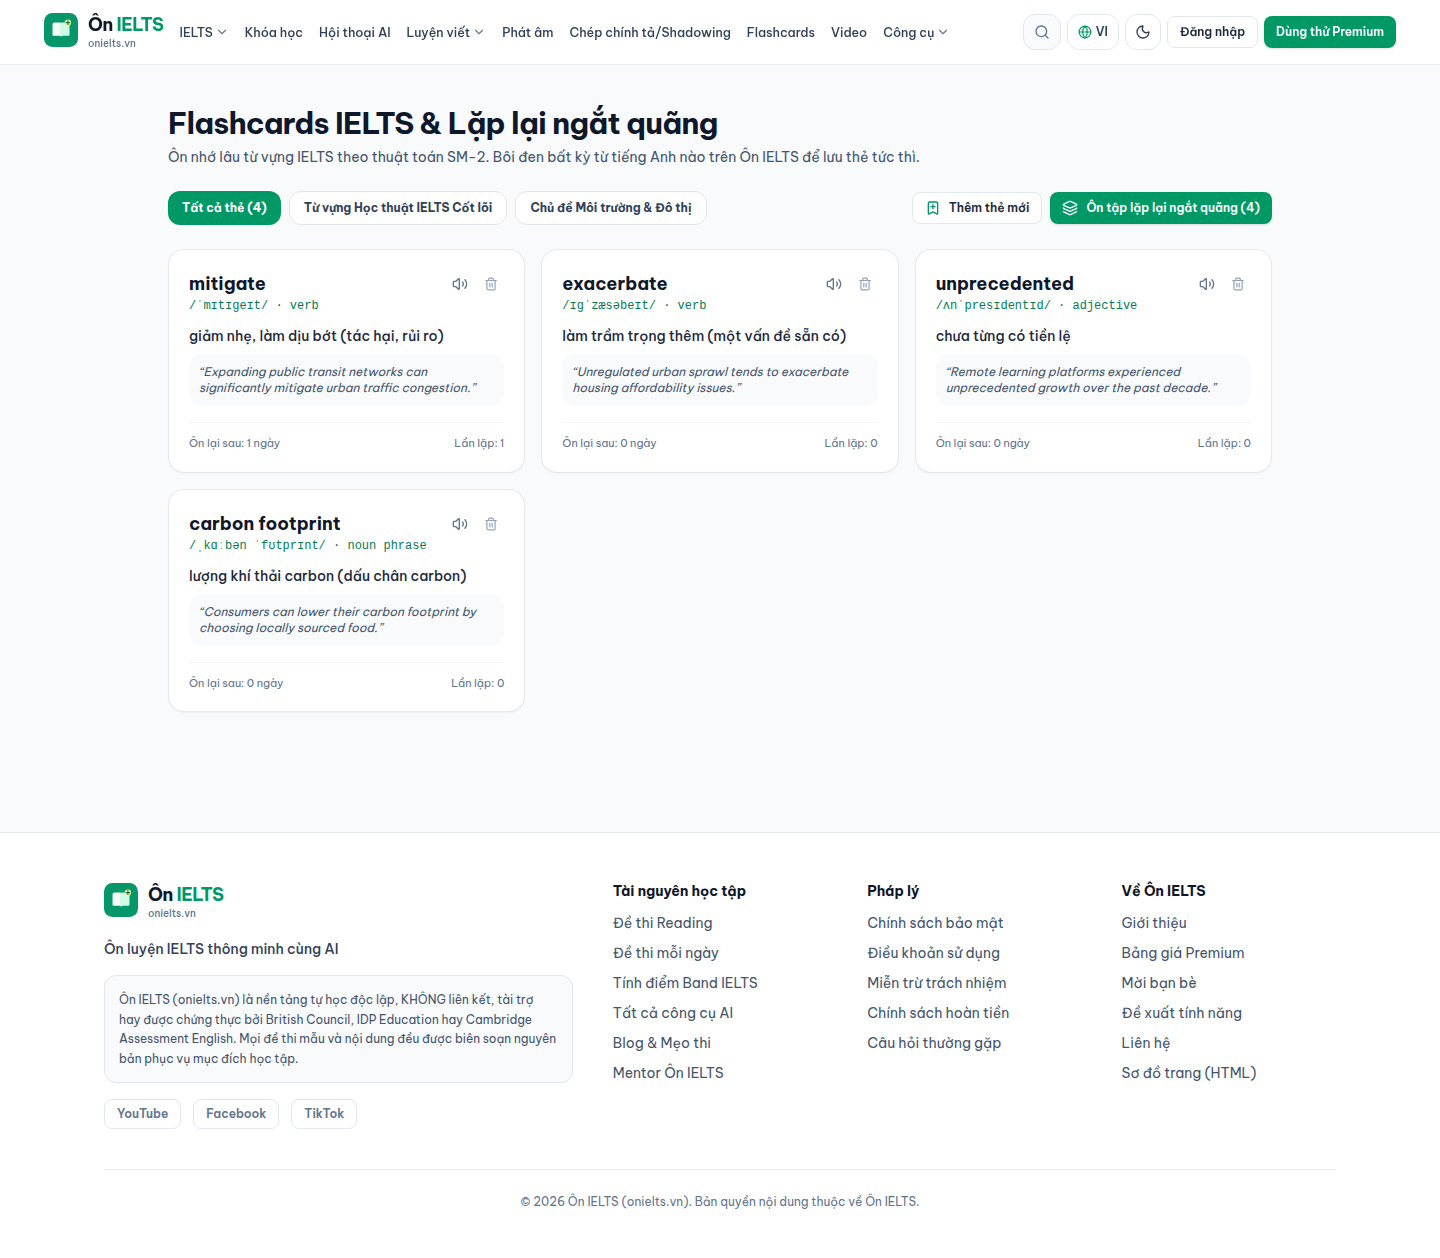 Ôn IELTS
onielts.vn
IELTS Khóa học Hội thoại AI Luyện viết Phát âm Chép chính tả/Shadowing Flashcards Video Công cụ VI Đăng nhập Dùng thử Premium
Flashcards IELTS & Lặp lại ngắt quãng
Ôn nhớ lâu từ vựng IELTS theo thuật toán SM-2. Bôi đen bất kỳ từ tiếng Anh nào trên Ôn IELTS để lưu thẻ tức thì.
Tất cả thẻ (4) Từ vựng Học thuật IELTS Cốt lõi Chủ đề Môi trường & Đô thị Thêm thẻ mới Ôn tập lặp lại ngắt quãng (4)
mitigate
/ˈmɪtɪɡeɪt/ · verb
giảm nhẹ, làm dịu bớt (tác hại, rủi ro)
“Expanding public transit networks can
significantly mitigate urban traffic congestion.”
Ôn lại sau: 1 ngày Lần lặp: 1
exacerbate
/ɪɡˈzæsəbeɪt/ · verb
làm trầm trọng thêm (một vấn đề sẵn có)
“Unregulated urban sprawl tends to exacerbate
housing affordability issues.”
Ôn lại sau: 0 ngày Lần lặp: 0
unprecedented
/ʌnˈpresɪdentɪd/ · adjective
chưa từng có tiền lệ
“Remote learning platforms experienced
unprecedented growth over the past decade.”
Ôn lại sau: 0 ngày Lần lặp: 0
carbon footprint
/ˌkɑːbən ˈfʊtprɪnt/ · noun phrase
lượng khí thải carbon (dấu chân carbon)
“Consumers can lower their carbon footprint by
choosing locally sourced food.”
Ôn lại sau: 0 ngày Lần lặp: 0
Ôn IELTS
onielts.vn
Ôn luyện IELTS thông minh cùng AI
Ôn IELTS (onielts.vn) là nền tảng tự học độc lập, KHÔNG liên kết, tài trợ
hay được chứng thực bởi British Council, IDP Education hay Cambridge
Assessment English. Mọi đề thi mẫu và nội dung đều được biên soạn nguyên
bản phục vụ mục đích học tập.
YouTube Facebook TikTok
Tài nguyên học tập
Đề thi Reading
Đề thi mỗi ngày
Tính điểm Band IELTS
Tất cả công cụ AI
Blog & Mẹo thi
Mentor Ôn IELTS
Pháp lý
Chính sách bảo mật
Điều khoản sử dụng
Miễn trừ trách nhiệm
Chính sách hoàn tiền
Câu hỏi thường gặp
Về Ôn IELTS
Giới thiệu
Bảng giá Premium
Mời bạn bè
Đề xuất tính năng
Liên hệ
Sơ đồ trang (HTML)
© 2026 Ôn IELTS (onielts.vn). Bản quyền nội dung thuộc về Ôn IELTS.